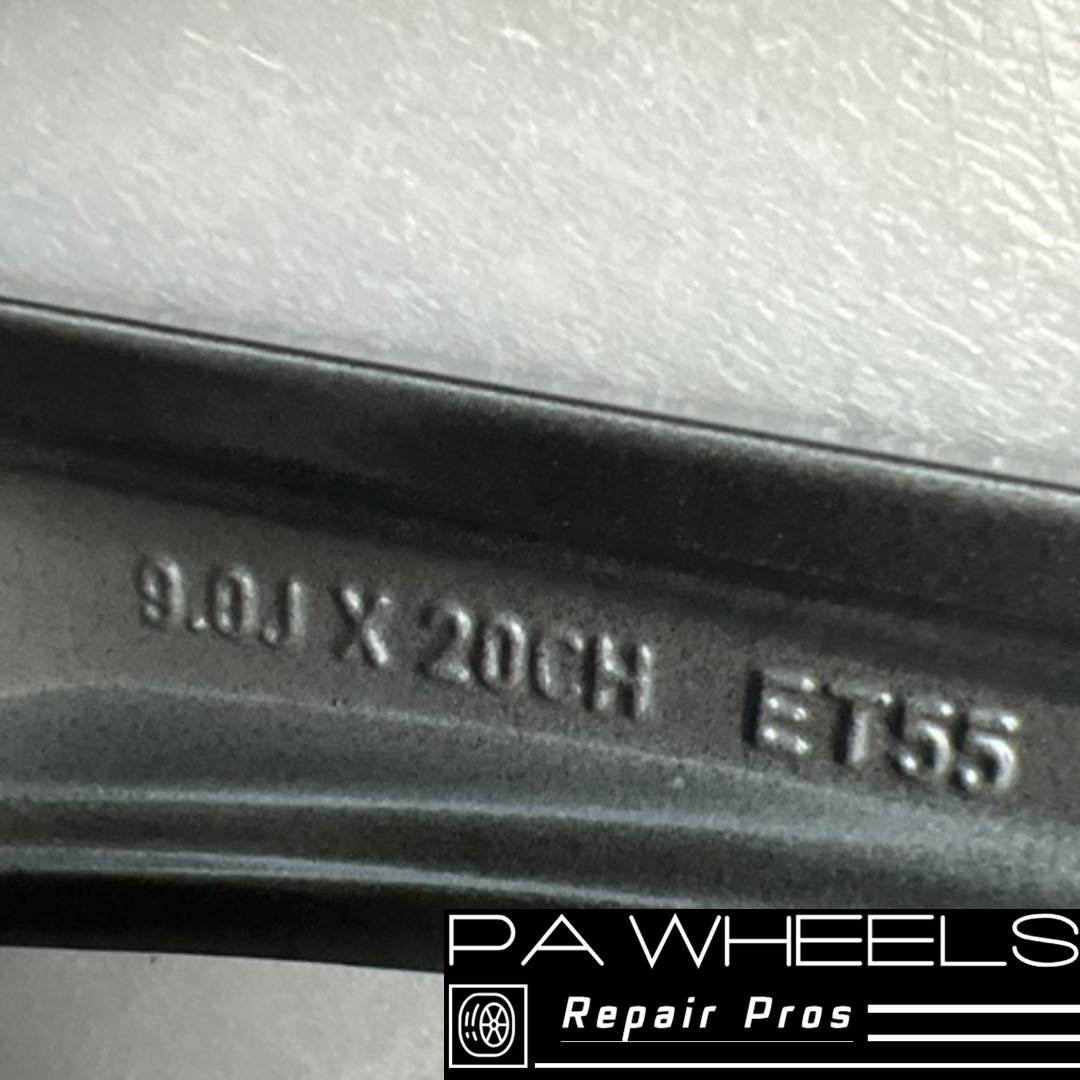 9.0J X 20CH ET55
PA WHEELS
Repair Pros